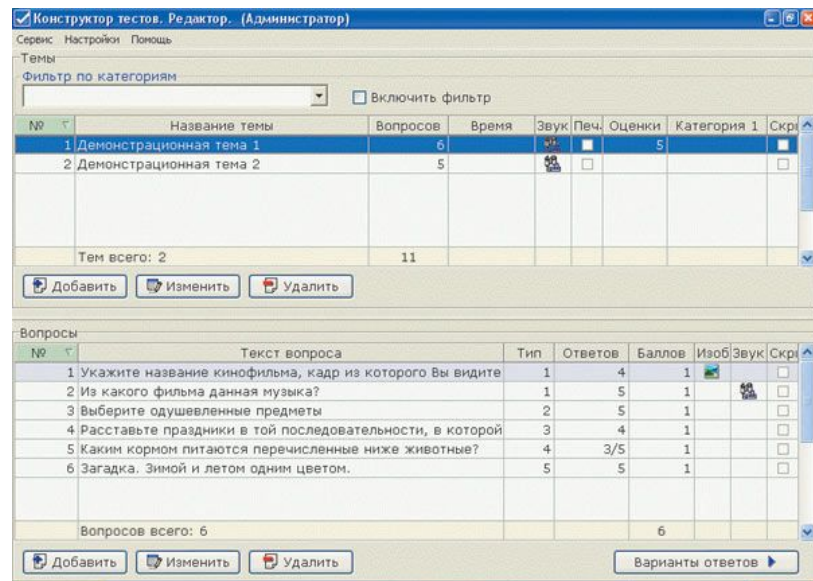 Конструктор тестов. Редактор. (Администратор)
Сервис Настройки Помощь
Темы
Фильтр по категориям
Включить фильтр
№ Название темы Вопросов Время Звук Печ. Оценки Категория 1 Скры
1 Демонстрационная тема 1 6 5
2 Демонстрационная тема 2 5
Тем всего: 2 11
Добавить Изменить Удалить
Вопросы
№ Текст вопроса Тип Ответов Баллов Изоб Звук Скры
1 Укажите название кинофильма, кадр из которого Вы видите 1 4 1
2 Из какого фильма данная музыка? 1 5 1
3 Выберите одушевленные предметы 2 5 1
4 Расставьте праздники в той последовательности, в которой 3 4 1
5 Каким кормом питаются перечисленные ниже животные? 4 3/5 1
6 Загадка. Зимой и летом одним цветом. 5 5 1
Вопросов всего: 6 6
Добавить Изменить Удалить Варианты ответов